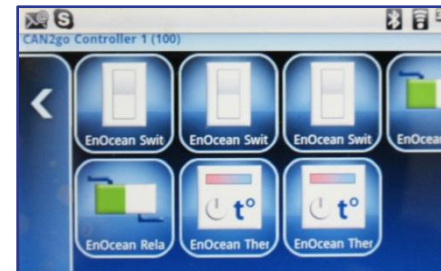 CAN2go Controller 1 (100)
EnOcean Swit
EnOcean Swit
EnOcean Swit
EnOcea
EnOcean Rela
EnOcean Ther
t°
EnOcean Ther
t°